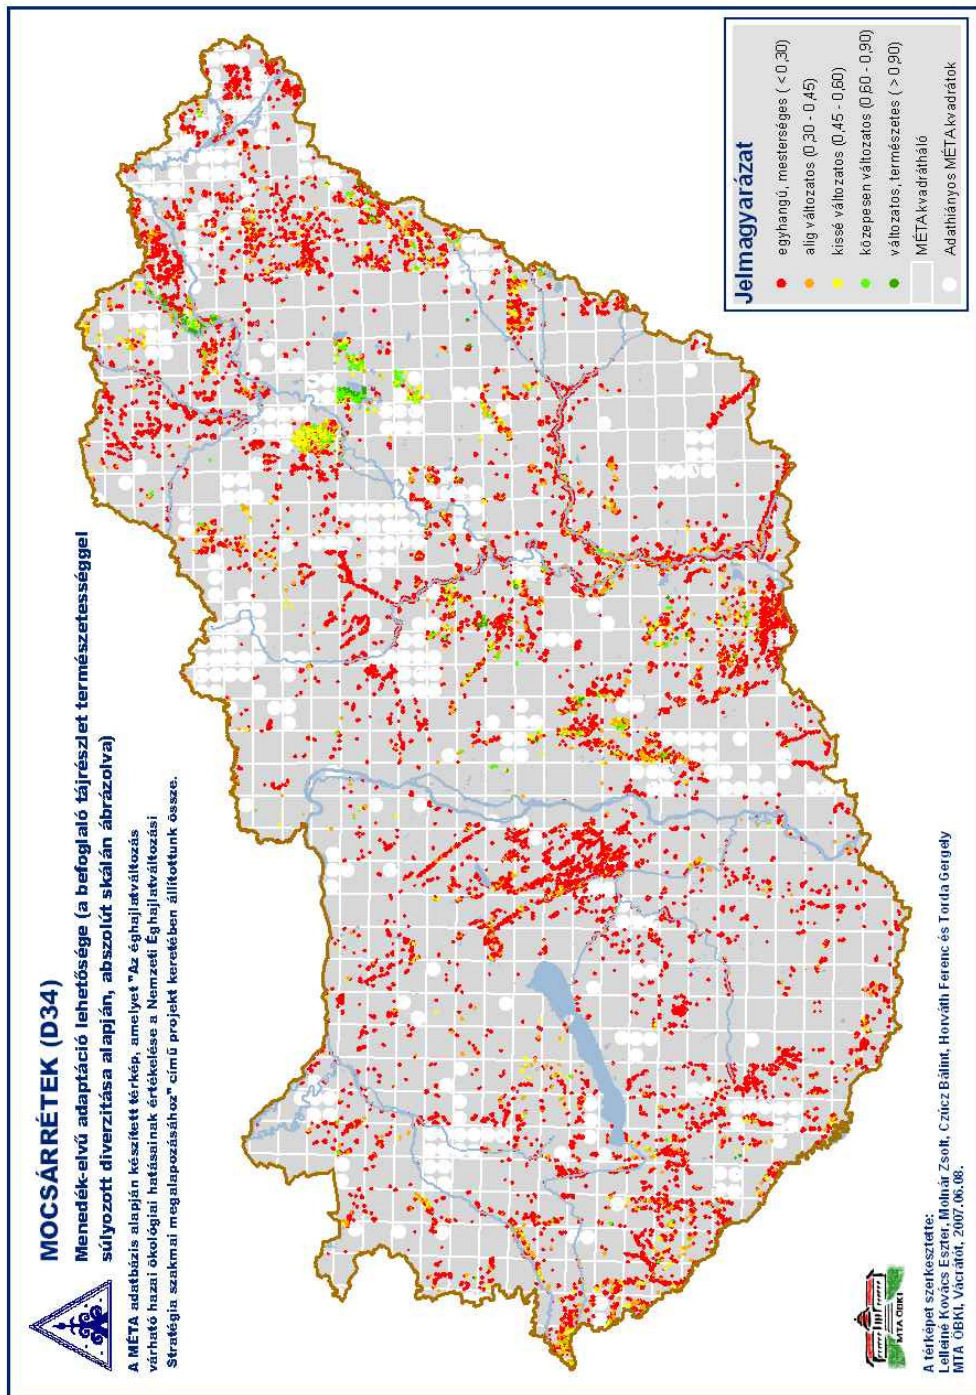 MOCSÁRRÉTEK (D34)
Menedék-elvű adaptáció lehetősége (a befoglaló tájrészlet természetességgel
súlyozott diverzitása alapján, abszolút skálán ábrázolva)
A MÉTA adatbázis alapján készített térkép, amelyet "Az éghajlatváltozás
várható hazai ökológiai hatásainak értékelése a Nemzeti Éghajlatváltozási
Stratégia szakmai megalapozásához" című projekt keretében állítottunk össze.
Jelmagyarázat
egyhangú, mesterséges ( < 0,30)
alig változatos (0,30 - 0,45)
kissé változatos (0,45 - 0,60)
közepesen változatos (0,60 - 0,90)
változatos, természetes ( > 0,90)
MÉTA kvadrátháló
Adathiányos MÉTA kvadrátok
MTA ÖBKI
A térképet szerkesztette:
Lelleiné Kovács Eszter, Molnár Zsolt, Czúcz Bálint, Horváth Ferenc és Torda Gergely
MTA ÖBKI, Vácrátót, 2007.06.08.